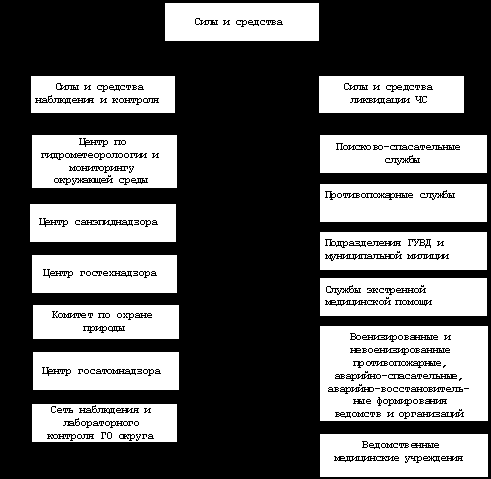 Силы и средства
Силы и средства
наблюдения и контроля
Центр по
гидрометеорологии и
мониторингу
окружающей среды
Центр санэпиднадзора
Центр гостехнадзора
Комитет по охране
природы
Центр госатомнадзора
Сеть наблюдения и
лабораторного
контроля ГО округа
Силы и средства
ликвидации ЧС
Поисково-спасательные
службы
Противопожарные службы
Подразделения ГУВД и
муниципальной милиции
Службы экстренной
медицинской помощи
Военизированные и
невоенизированные
противопожарные,
аварийно-спасательные,
аварийно-восстановитель-
ные формирования
ведомств и организаций
Ведомственные
медицинские учреждения